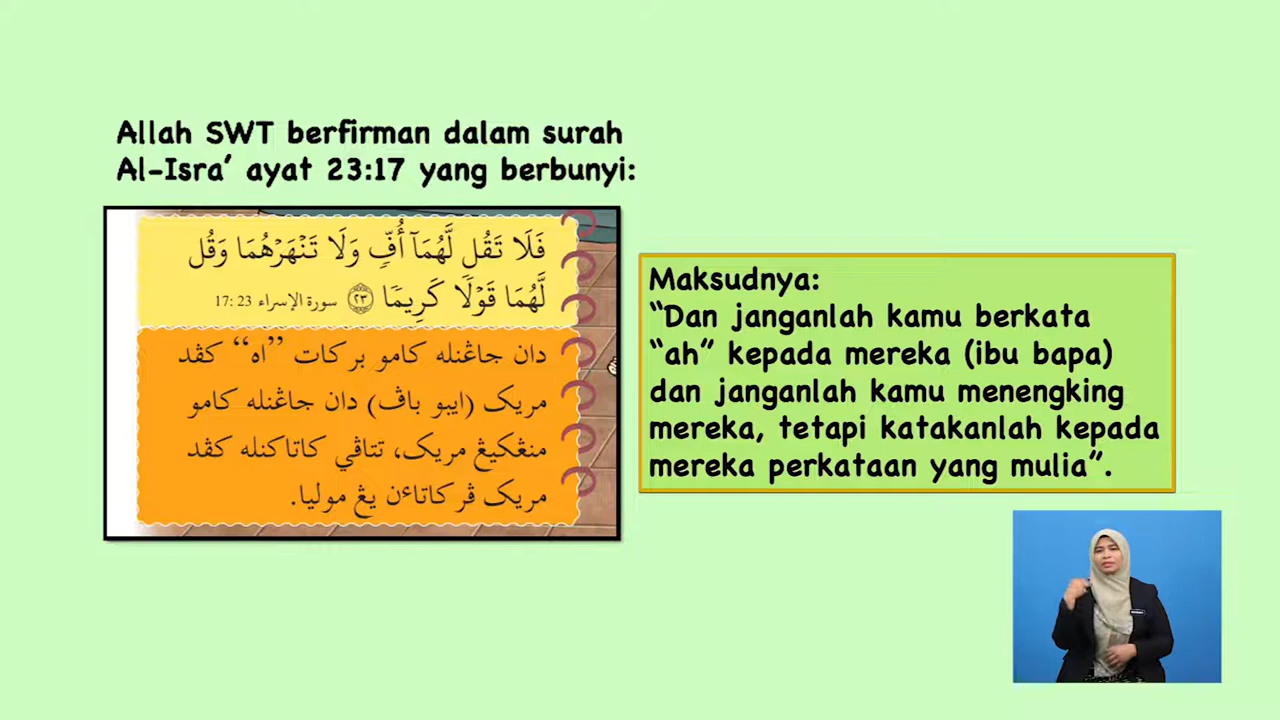 Allah SWT berfirman dalam surah
Al-Isra’ ayat 23:17 yang berbunyi:
فَلَا تَقُل لَّهُمَآ أُفٍّ وَلَا تَنْهَرْهُمَا وَقُل
لَّهُمَا قَوْلًا كَرِيمًا ٢٣ سورة الإسراء 23 :17
دان جاڠنله كامو بركات “اه” كڤد
مريک (ايبو باڤ) دان جاڠنله كامو
منڠكيڠ مريک، تتاڤي كاتاكنله كڤد
مريک ڤركاتاءن يڠ موليا.
Maksudnya:
“Dan janganlah kamu berkata
“ah” kepada mereka (ibu bapa)
dan janganlah kamu menengking
mereka, tetapi katakanlah kepada
mereka perkataan yang mulia”.